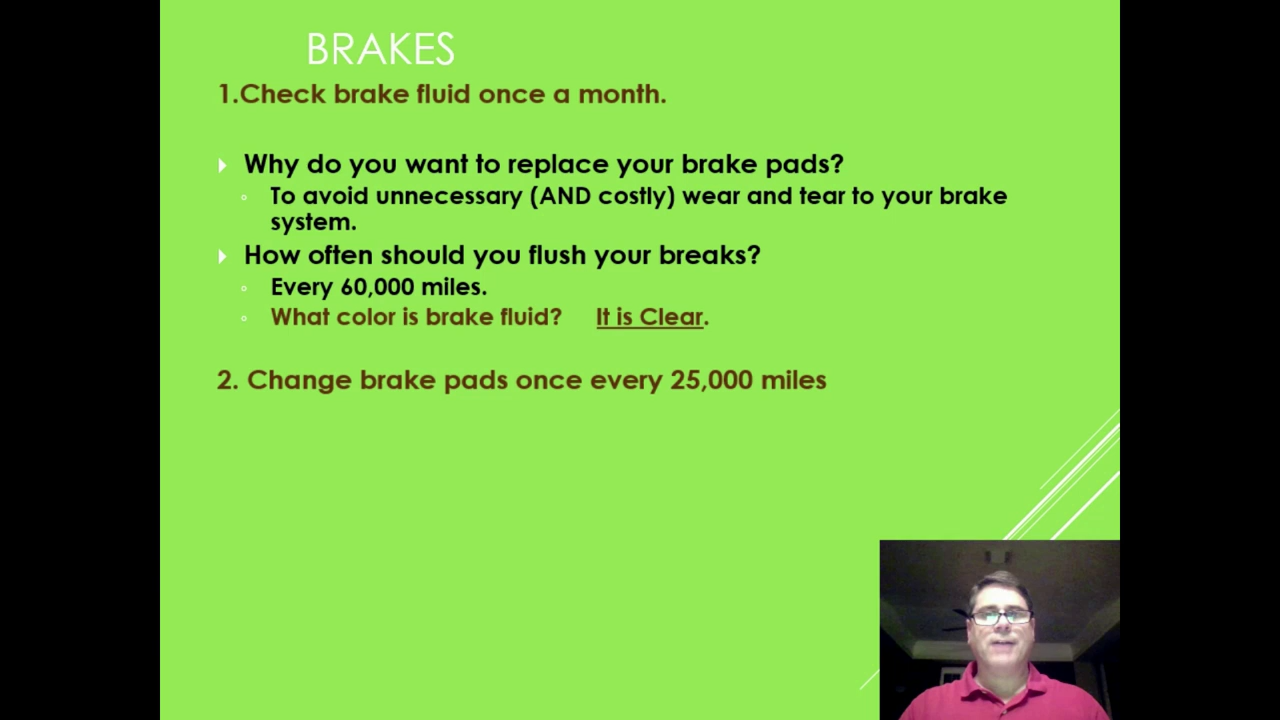 BRAKES
1.Check brake fluid once a month.
Why do you want to replace your brake pads?
To avoid unnecessary (AND costly) wear and tear to your brake
system.
How often should you flush your breaks?
Every 60,000 miles.
What color is brake fluid? It is Clear.
2. Change brake pads once every 25,000 miles